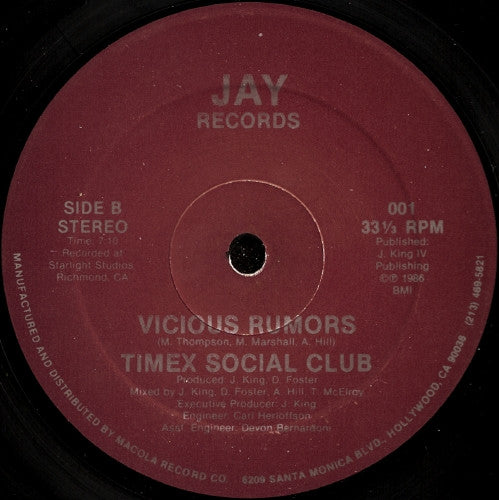 JAY
RECORDS
SIDE B
STEREO
Time: 7:10
Recorded at
Starlight Studios
Richmond, CA
001
33⅓ RPM
Published:
J. King IV
Publishing
©℗ 1986
BMI
VICIOUS RUMORS
(M. Thompson, M. Marshall, A. Hill)
TIMEX SOCIAL CLUB
Produced: J. King, D. Foster
Mixed by J. King, D. Foster, A. Hill, T. McElroy
Executive Producer: J. King
Engineer: Carl Herloffson
Asst. Engineer: Devon Bernardoni
MANUFACTURED AND DISTRIBUTED BY MACOLA RECORD CO. 6209 SANTA MONICA BLVD., HOLLYWOOD, CA 90038 (213) 469-5821